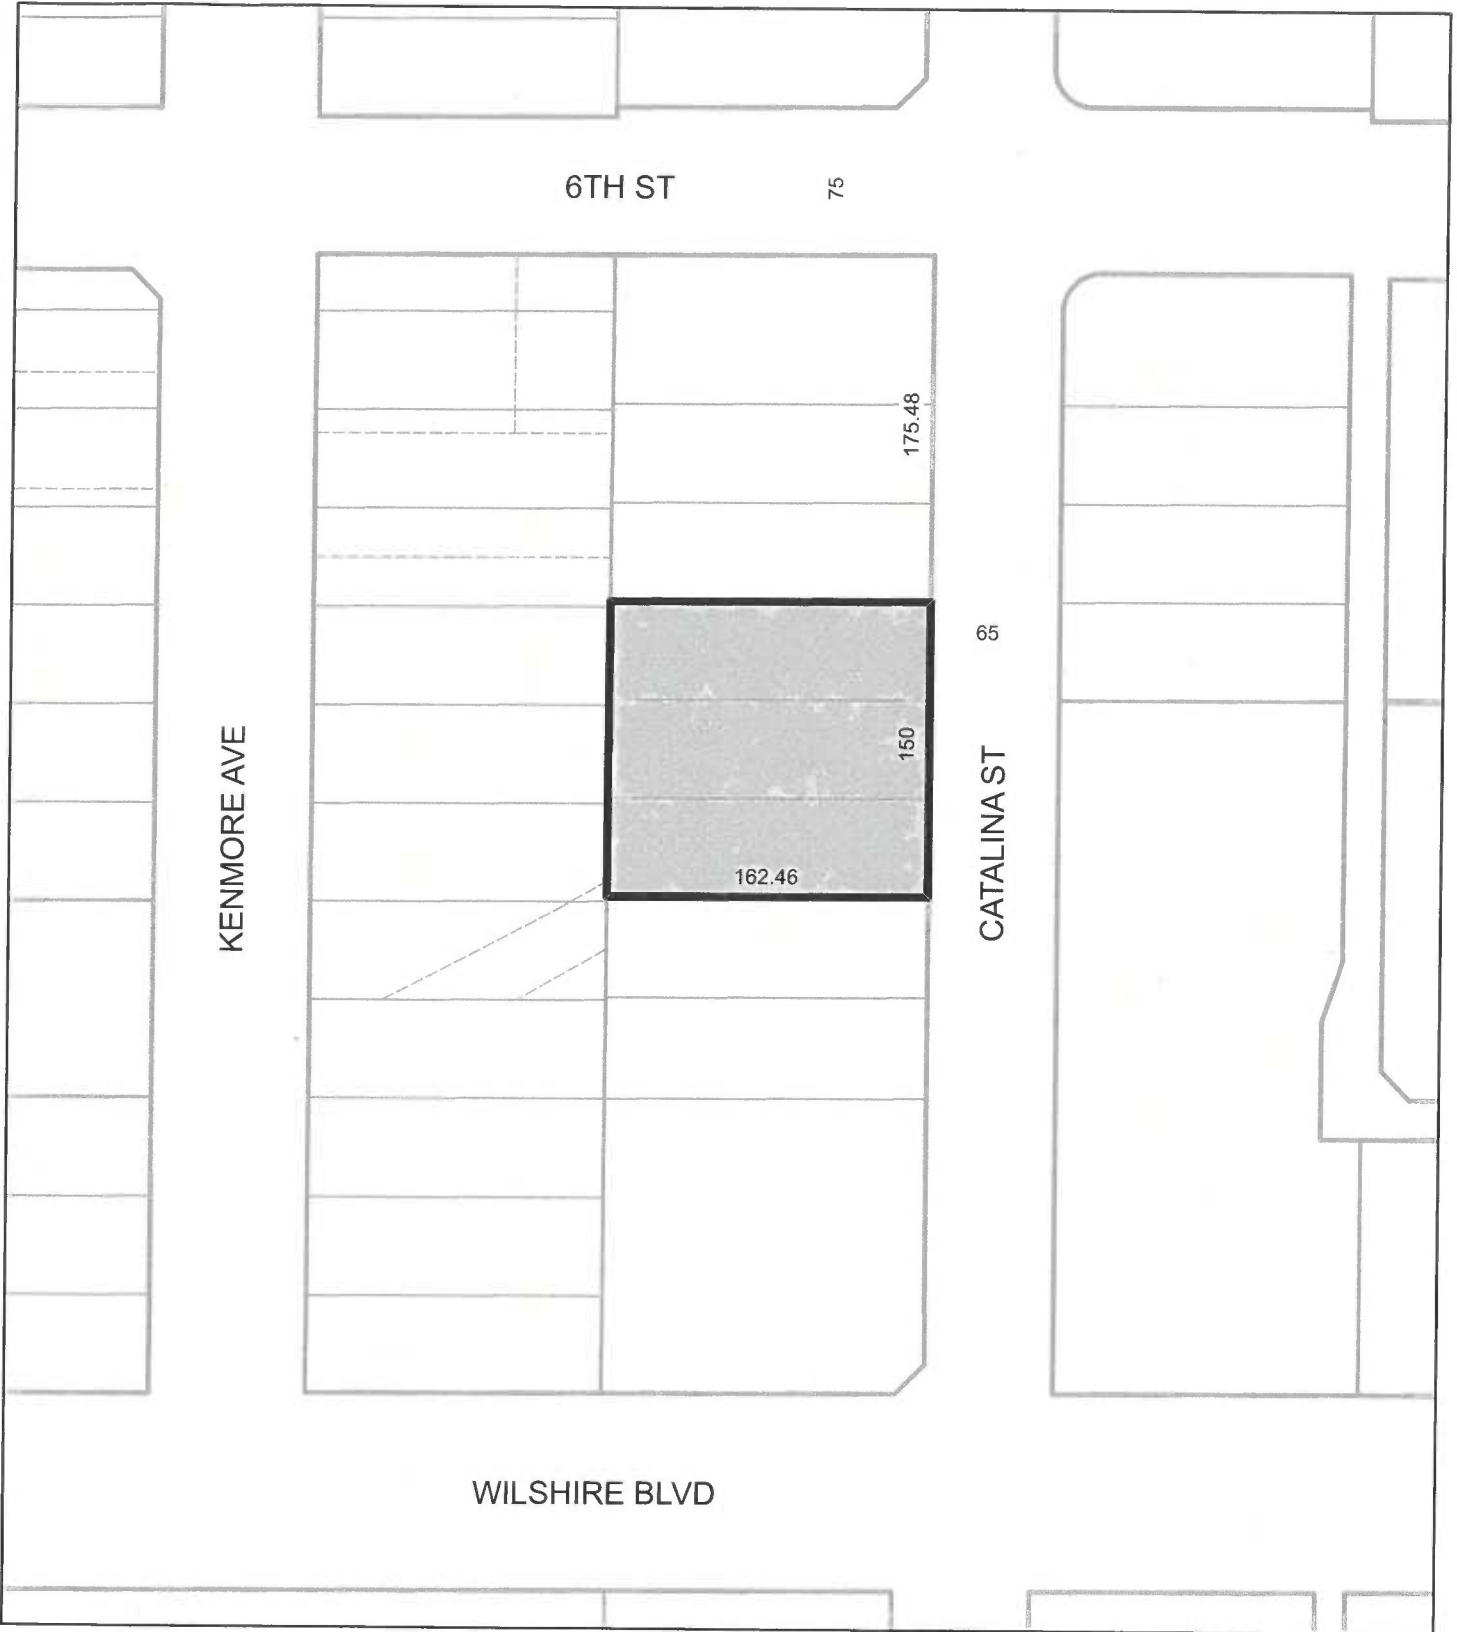 6TH ST
75
175.48
65
150
KENMORE AVE
CATALINA ST
162.46
WILSHIRE BLVD